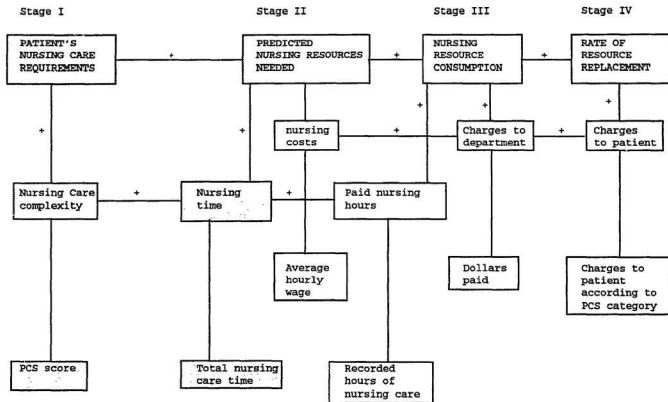 Stage I
Stage II
Stage III
Stage IV
PATIENT'S
NURSING CARE
REQUIREMENTS
+
PREDICTED
NURSING RESOURCES
NEEDED
+
NURSING
RESOURCE
CONSUMPTION
+
RATE OF
RESOURCE
REPLACEMENT
+
+
+
+
+
nursing
costs
+
Charges to
department
+
Charges
to patient
Nursing Care
complexity
+
Nursing
time
+
Paid nursing
hours
Average
hourly
wage
Dollars
paid
Charges to
patient
according to
PCS category
PCS score
Total nursing
care time
Recorded
hours of
nursing care